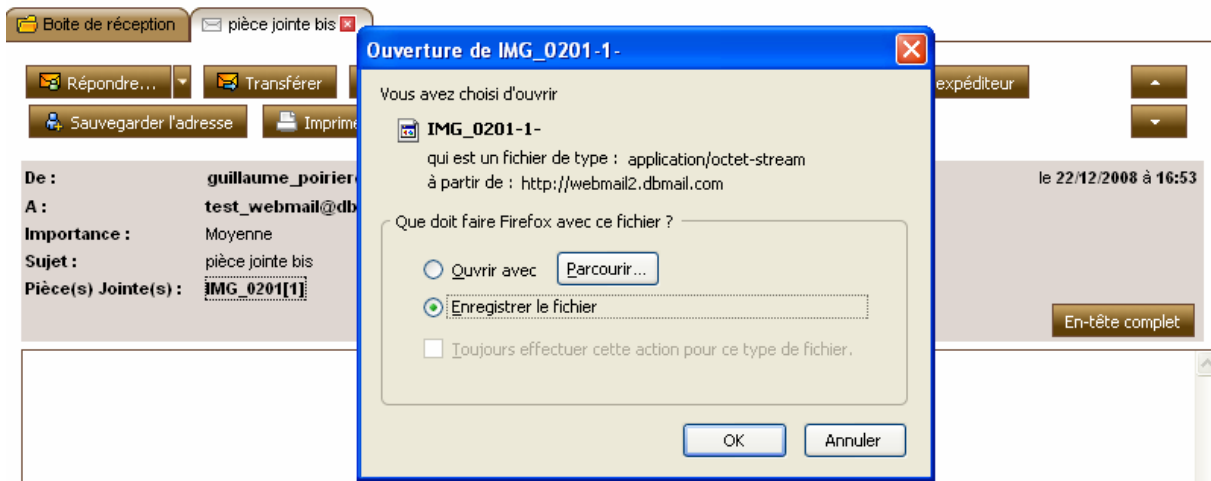 Boite de réception pièce jointe bis
Ouverture de IMG_0201-1-
Répondre... Transférer expéditeur
Sauvegarder l'adresse
Vous avez choisi d'ouvrir
IMG_0201-1-
qui est un fichier de type : application/octet-stream
à partir de : http://webmail2.dbmail.com
De : le 22/12/2008 à 16:53
A :
Importance : Moyenne
Sujet : pièce jointe bis
Pièce(s) Jointe(s) : IMG_0201[1]
Que doit faire Firefox avec ce fichier ?
Ouvrir avec Parcourir...
Enregistrer le fichier
Toujours effectuer cette action pour ce type de fichier.
En-tête complet
OK Annuler